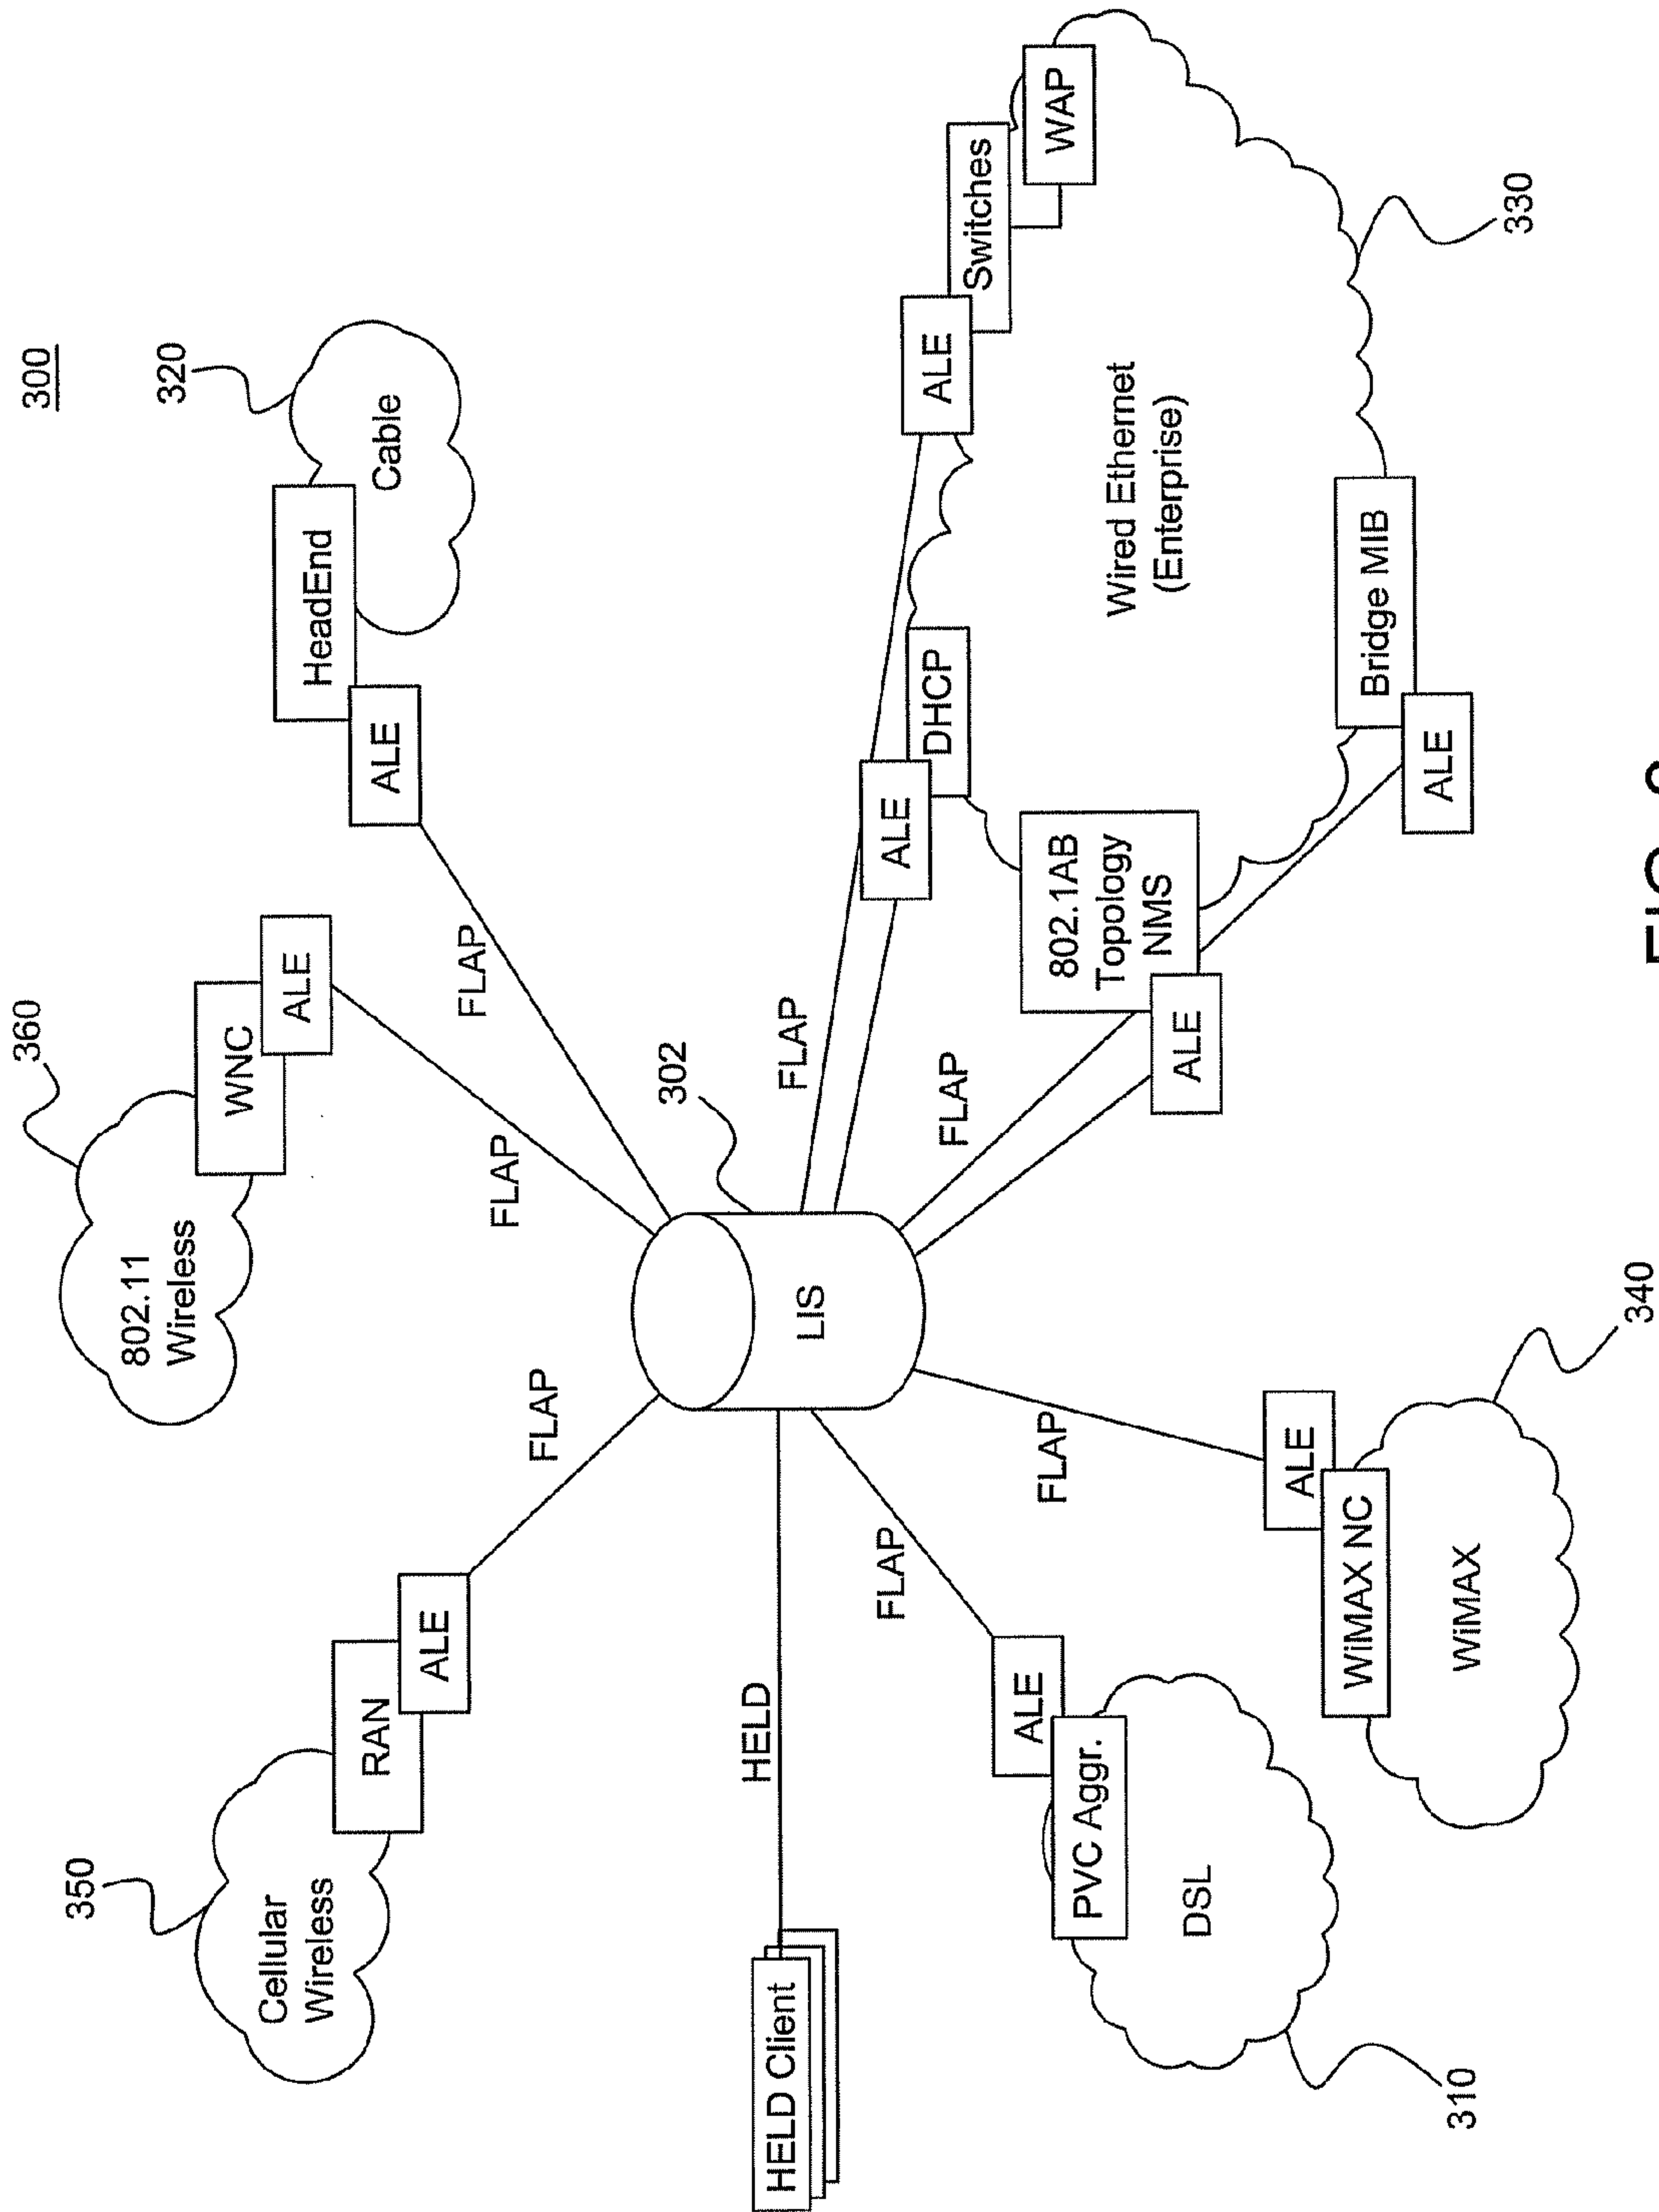 300
350
Cellular
Wireless
RAN
ALE
FLAP
360
802.11
Wireless
WNC
ALE
FLAP
320
Cable
HeadEnd
ALE
FLAP
HELD Client
HELD
302
LIS
FLAP
ALE
DHCP
ALE
Switches
WAP
Wired Ethernet
(Enterprise)
330
FLAP
802.1AB
Topology
NMS
ALE
Bridge MIB
ALE
FLAP
ALE
PVC Aggr.
DSL
310
FLAP
ALE
WiMAX NC
WiMAX
340
FIG.